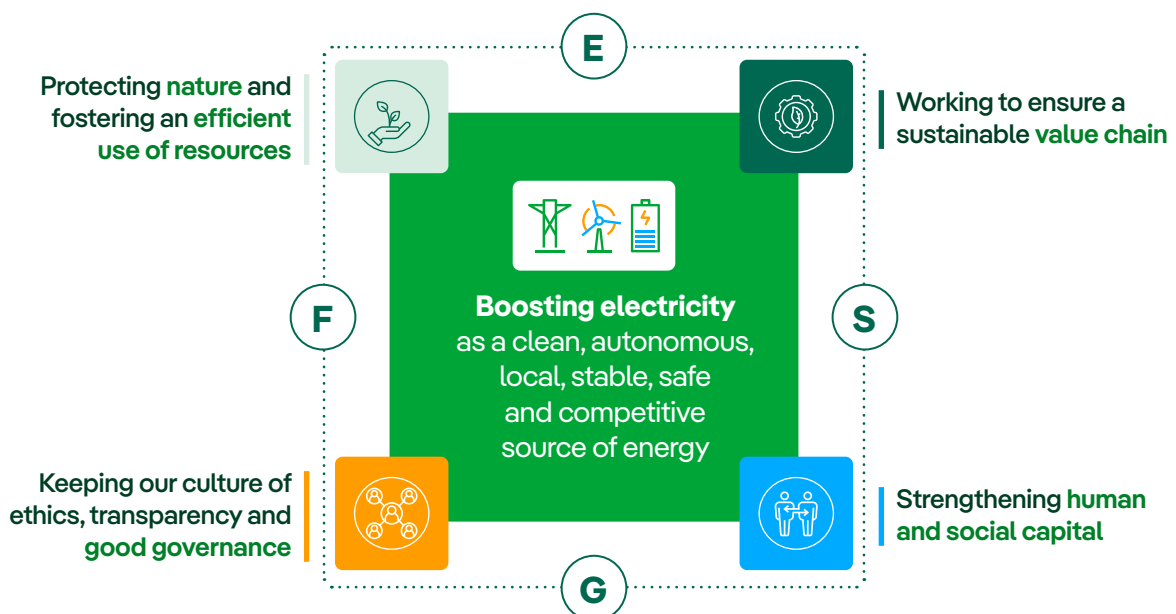 E
Protecting nature and
fostering an efficient
use of resources
Working to ensure a
sustainable value chain
F
Boosting electricity
as a clean, autonomous,
local, stable, safe
and competitive
source of energy
S
Keeping our culture of
ethics, transparency and
good governance
Strengthening human
and social capital
G